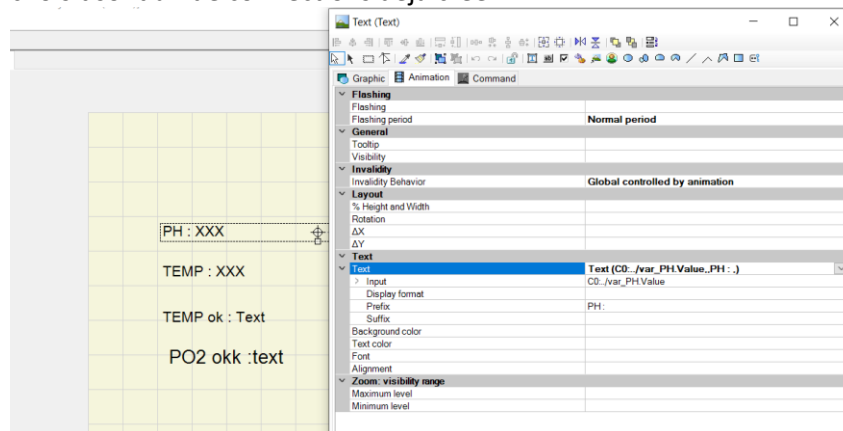 Text (Text)
Graphic Animation Command
Flashing
Flashing
Flashing period Normal period
General
Tooltip
Visibility
Invalidity
Invalidity Behavior Global controlled by animation
Layout
% Height and Width
Rotation
ΔX
ΔY
Text
Text Text (C0:../var_PH.Value,,PH : ,)
Input C0:../var_PH.Value
Display format
Prefix PH :
Suffix
Background color
Text color
Font
Alignment
Zoom: visibility range
Maximum level
Minimum level
PH : XXX
TEMP : XXX
TEMP ok : Text
PO2 okk :text